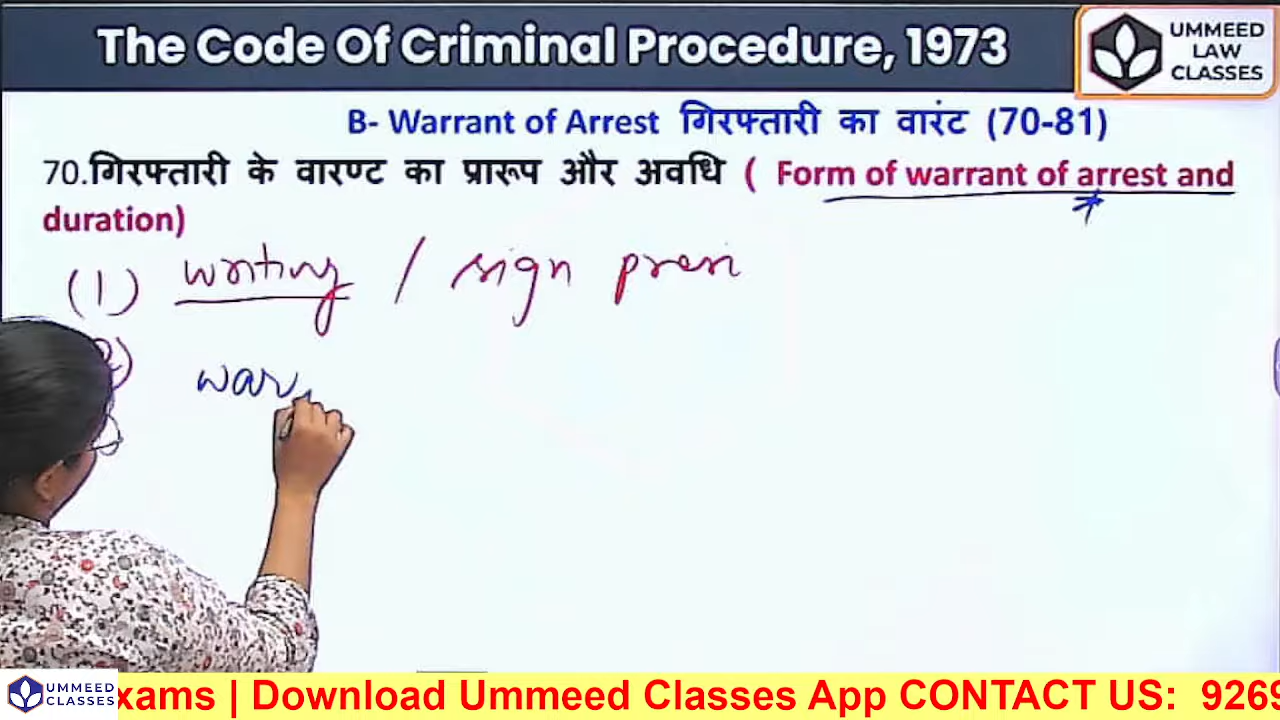 The Code Of Criminal Procedure, 1973
UMMEED
LAW
CLASSES
B- Warrant of Arrest गिरफ्तारी का वारंट (70-81)
70.गिरफ्तारी के वारण्ट का प्रारूप और अवधि ( Form of warrant of arrest and
duration)
(1) writing / sign presi
2)
war
UMMEED
CLASSES
xams | Download Ummeed Classes App CONTACT US: 9269